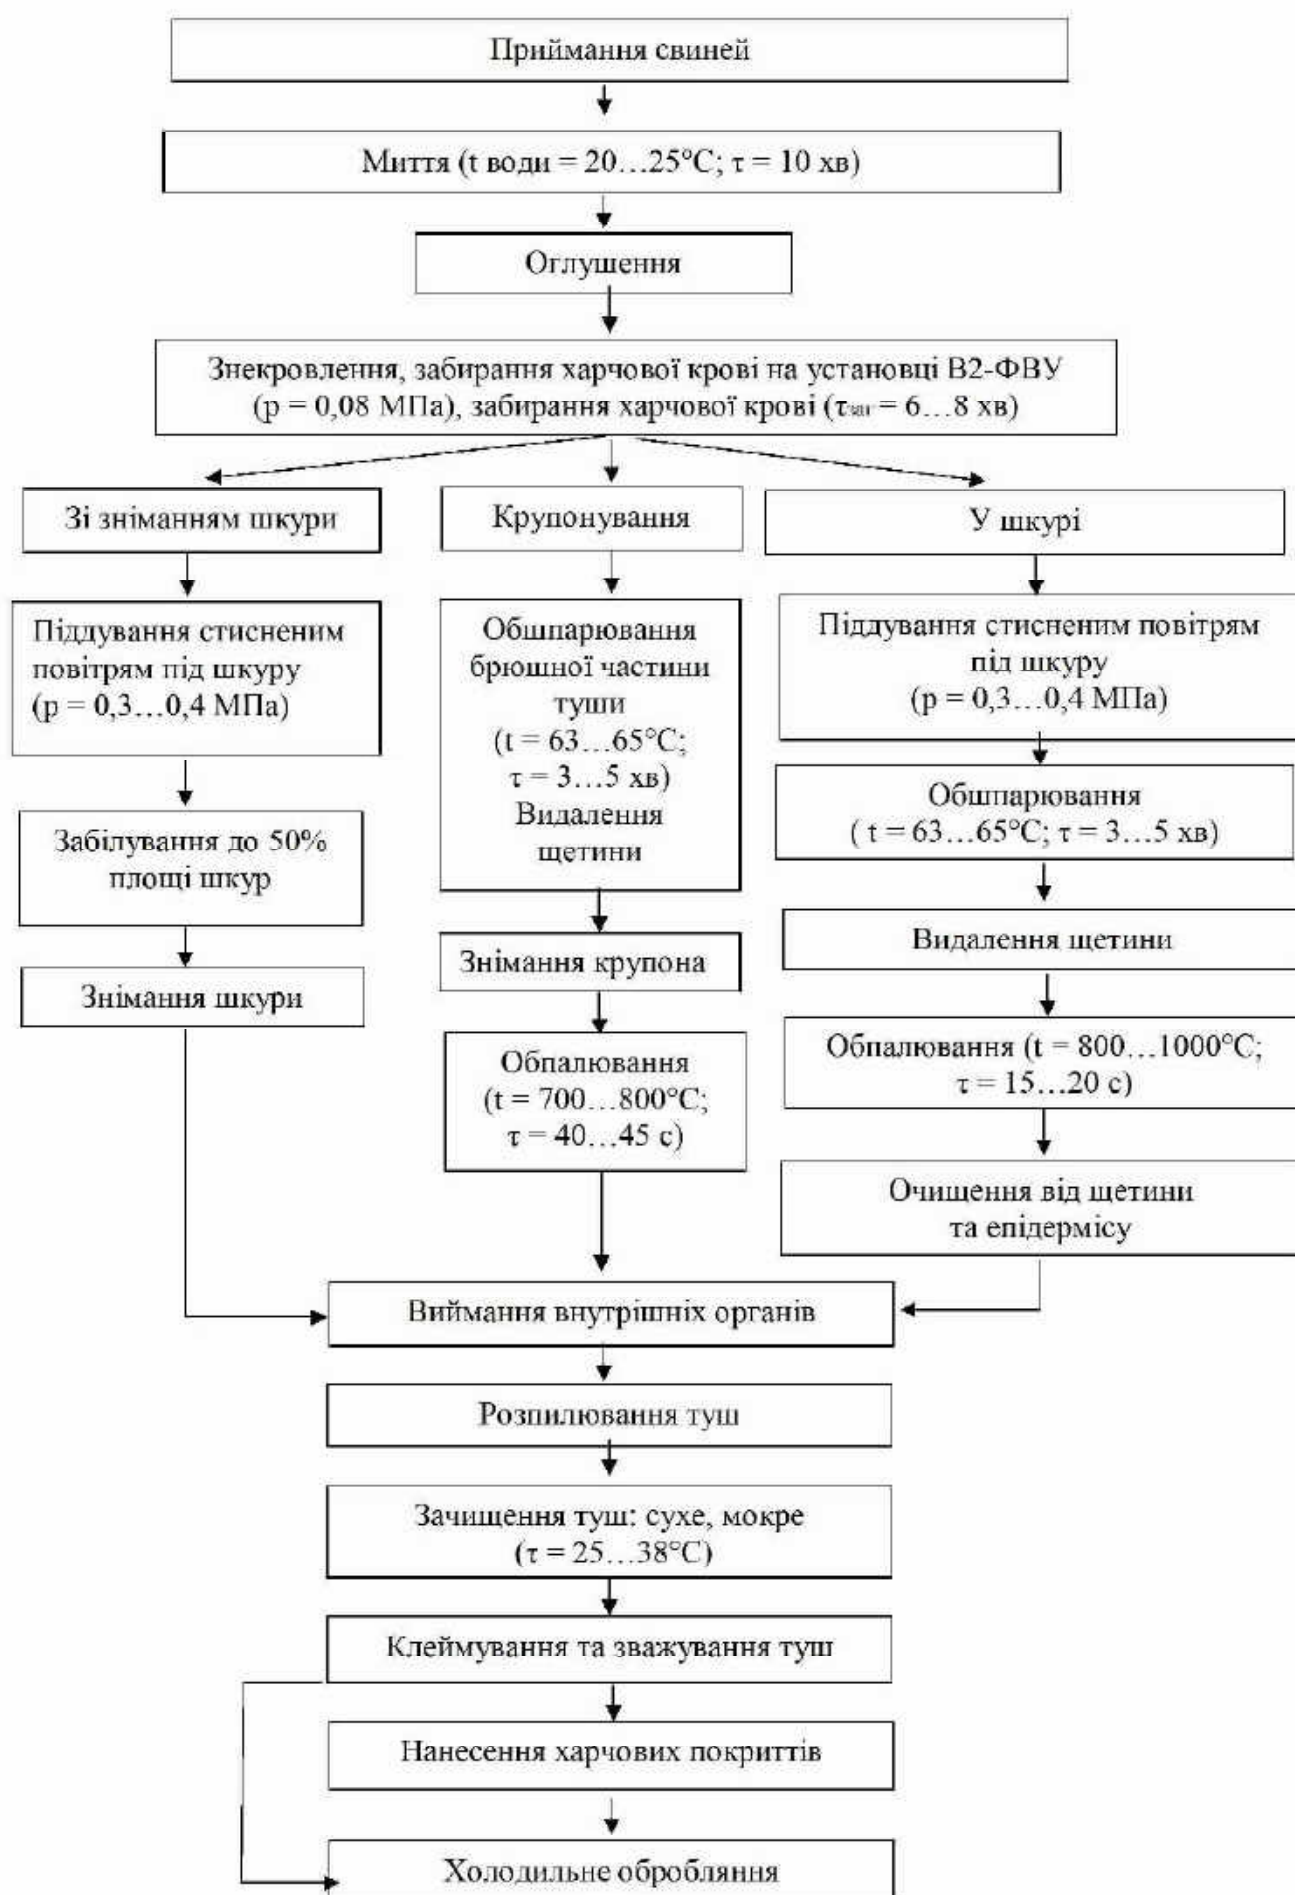 Приймання свиней
Миття (t води = 20…25°С; τ = 10 хв)
Оглушення
Знекровлення, забирання харчової крові на установці В2-ФВУ
(р = 0,08 МПа), забирання харчової крові (τзаг = 6…8 хв)
Зі зніманням шкури
Піддування стисненим
повітрям під шкуру
(р = 0,3…0,4 МПа)
Забілування до 50%
площі шкур
Знімання шкури
Крупонування
Обшпарювання
брюшної частини
туши
(t = 63…65°С;
τ = 3…5 хв)
Видалення
щетини
Знімання крупона
Обпалювання
(t = 700…800°С;
τ = 40…45 с)
У шкурі
Піддування стисненим повітрям
під шкуру
(р = 0,3…0,4 МПа)
Обшпарювання
( t = 63…65°С; τ = 3…5 хв)
Видалення щетини
Обпалювання (t = 800…1000°С;
τ = 15…20 с)
Очищення від щетини
та епідермісу
Виймання внутрішніх органів
Розпилювання туш
Зачищення туш: сухе, мокре
(τ = 25…38°С)
Клеймування та зважування туш
Нанесення харчових покриттів
Холодильне обробляння